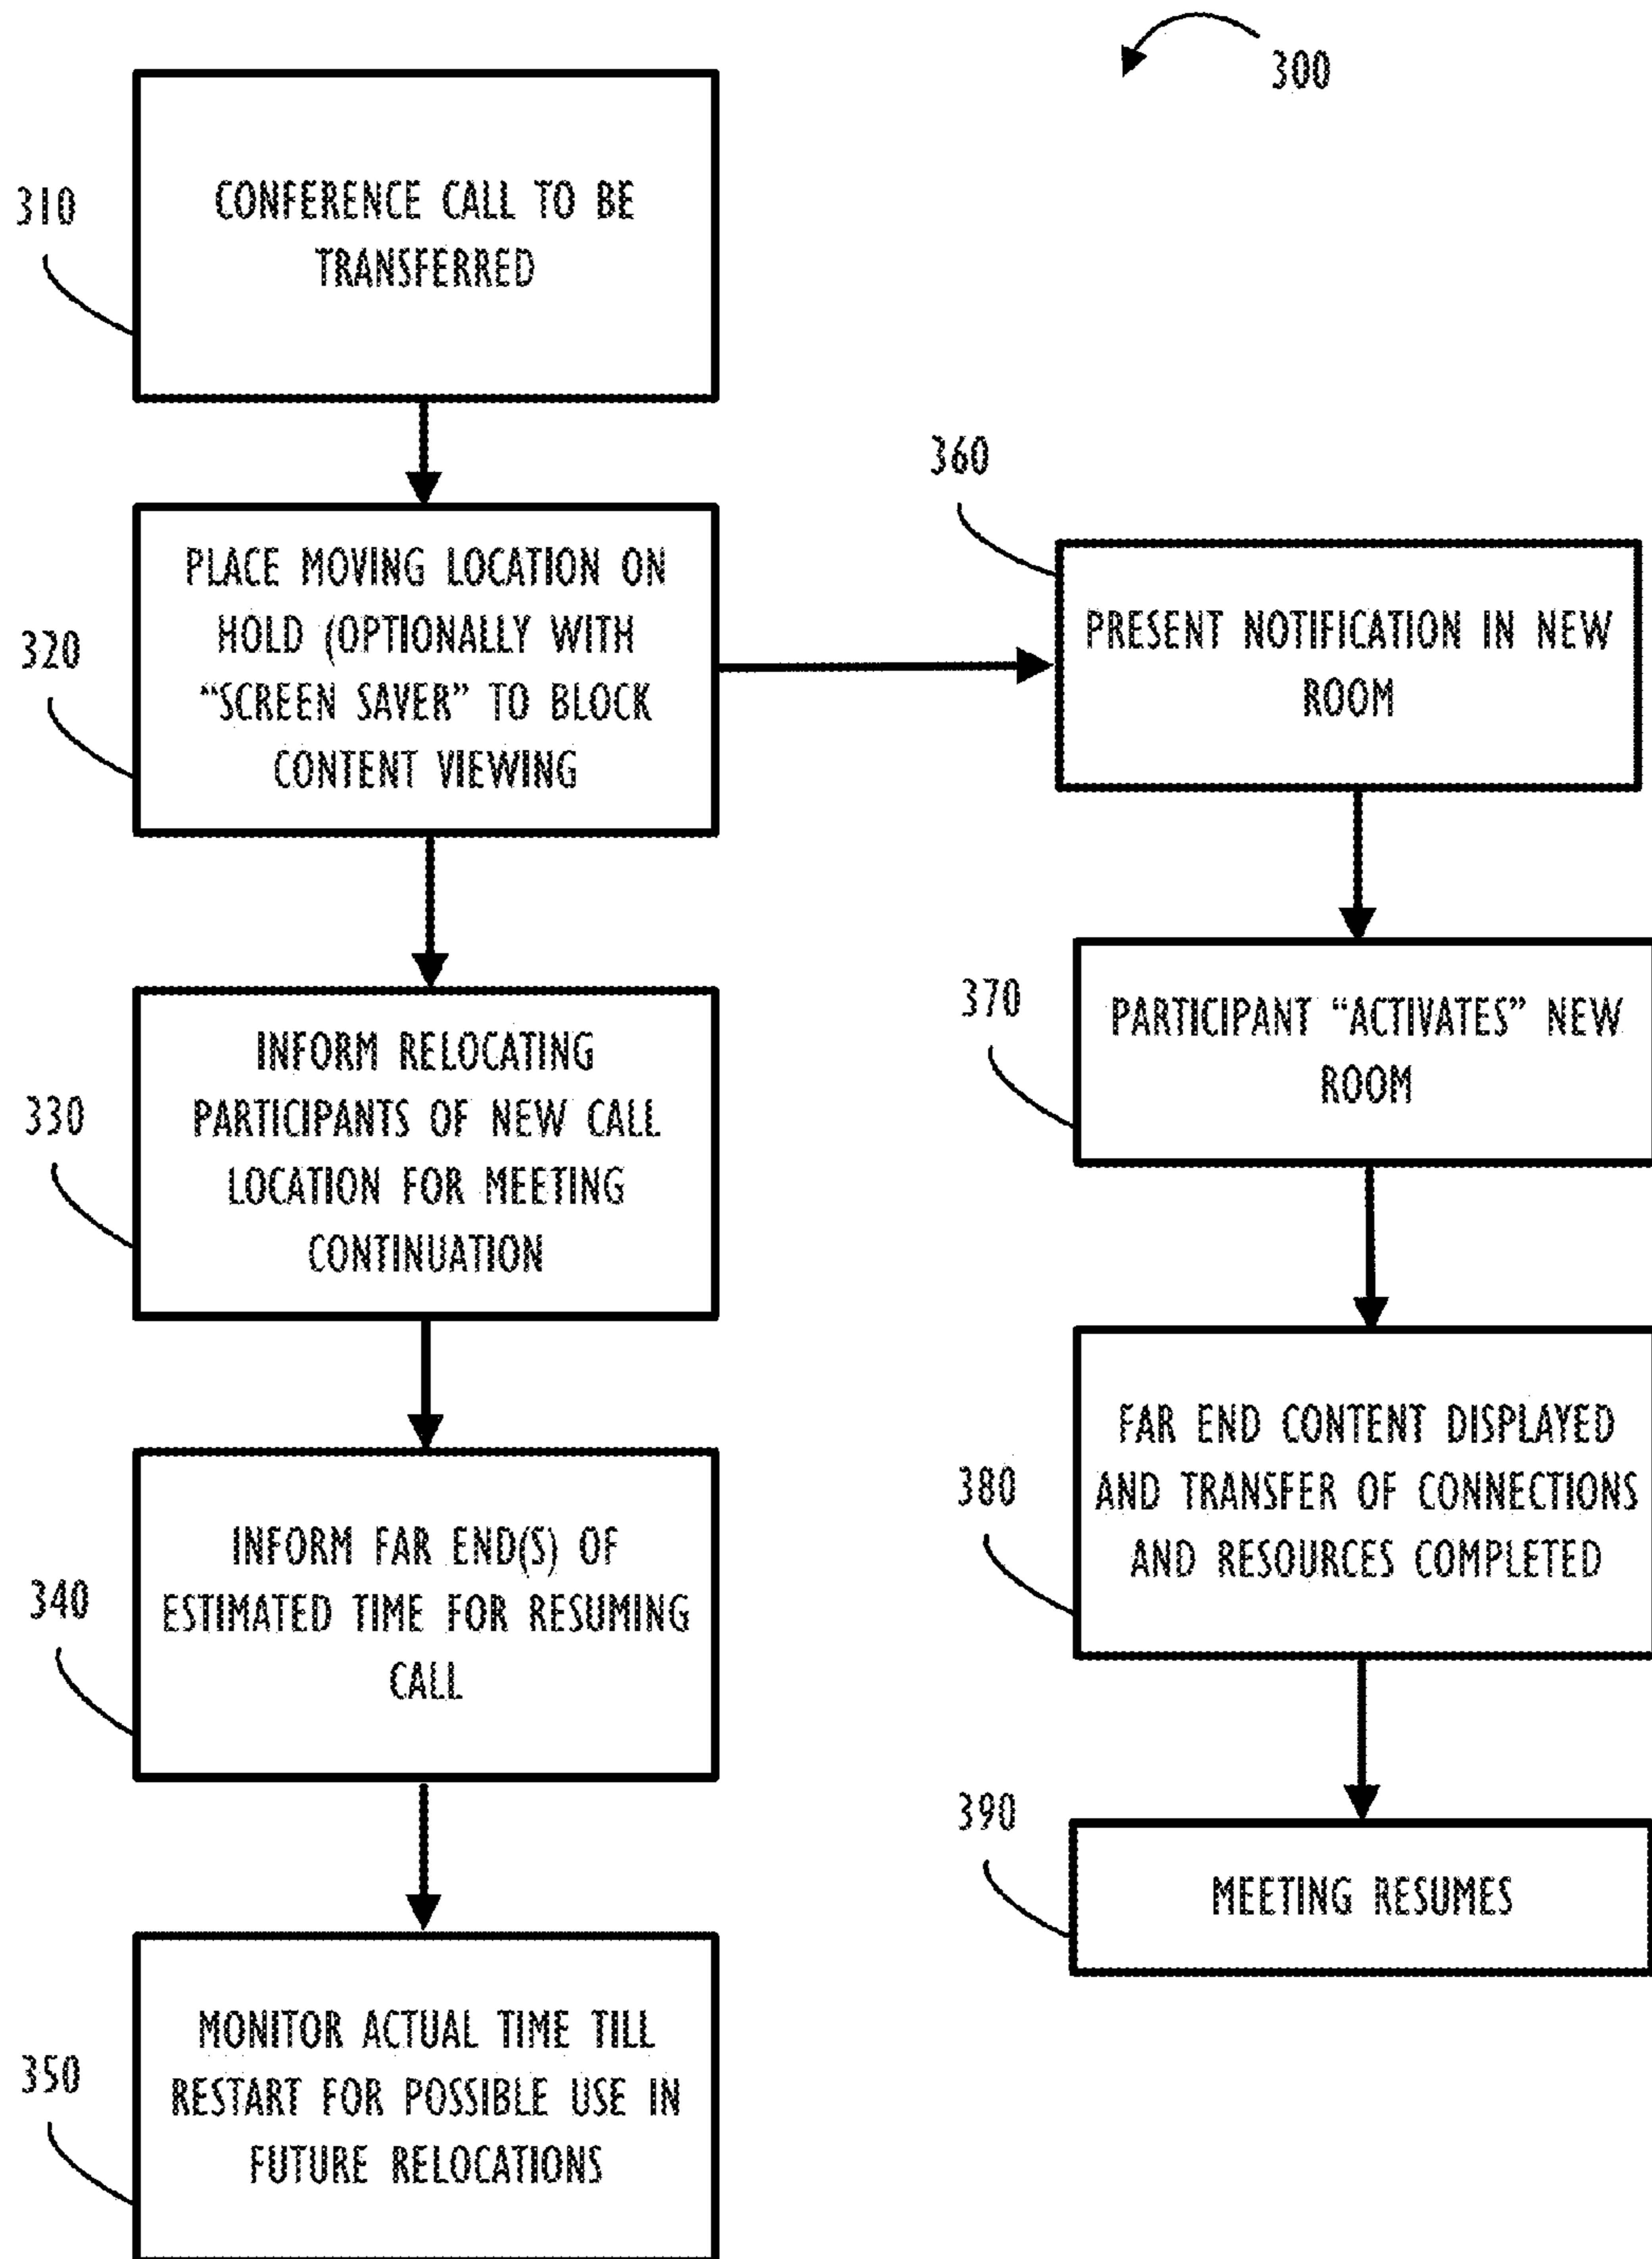 300
310
CONFERENCE CALL TO BE
TRANSFERRED
320
PLACE MOVING LOCATION ON
HOLD (OPTIONALLY WITH
“SCREEN SAVER” TO BLOCK
CONTENT VIEWING
330
INFORM RELOCATING
PARTICIPANTS OF NEW CALL
LOCATION FOR MEETING
CONTINUATION
340
INFORM FAR END(S) OF
ESTIMATED TIME FOR RESUMING
CALL
350
MONITOR ACTUAL TIME TILL
RESTART FOR POSSIBLE USE IN
FUTURE RELOCATIONS
360
PRESENT NOTIFICATION IN NEW
ROOM
370
PARTICIPANT “ACTIVATES” NEW
ROOM
380
FAR END CONTENT DISPLAYED
AND TRANSFER OF CONNECTIONS
AND RESOURCES COMPLETED
390
MEETING RESUMES